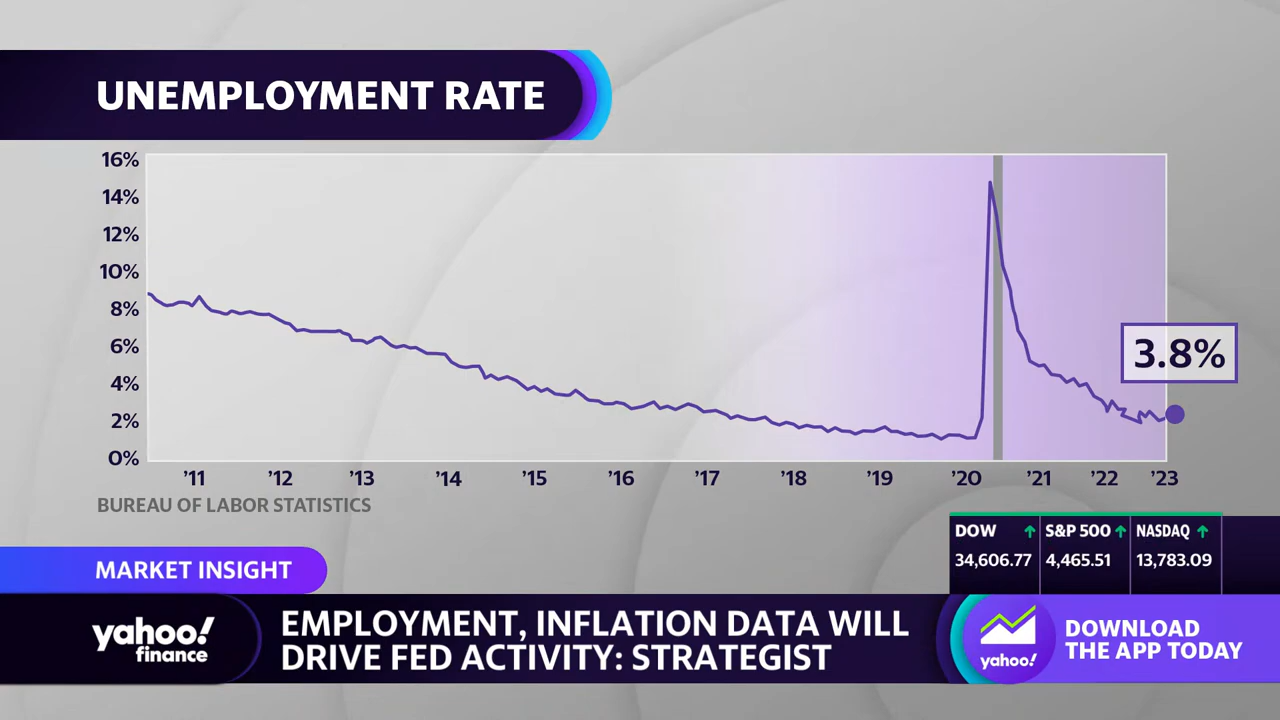 UNEMPLOYMENT RATE
16%
14%
12%
10%
8%
6%
4%
2%
0%
3.8%
’11 ’12 ’13 ’14 ’15 ’16 ’17 ’18 ’19 ’20 ’21 ’22 ’23
BUREAU OF LABOR STATISTICS
DOW S&P 500 NASDAQ
34,606.77 4,465.51 13,783.09
MARKET INSIGHT
yahoo!
finance
EMPLOYMENT, INFLATION DATA WILL
DRIVE FED ACTIVITY: STRATEGIST
yahoo!
DOWNLOAD
THE APP TODAY